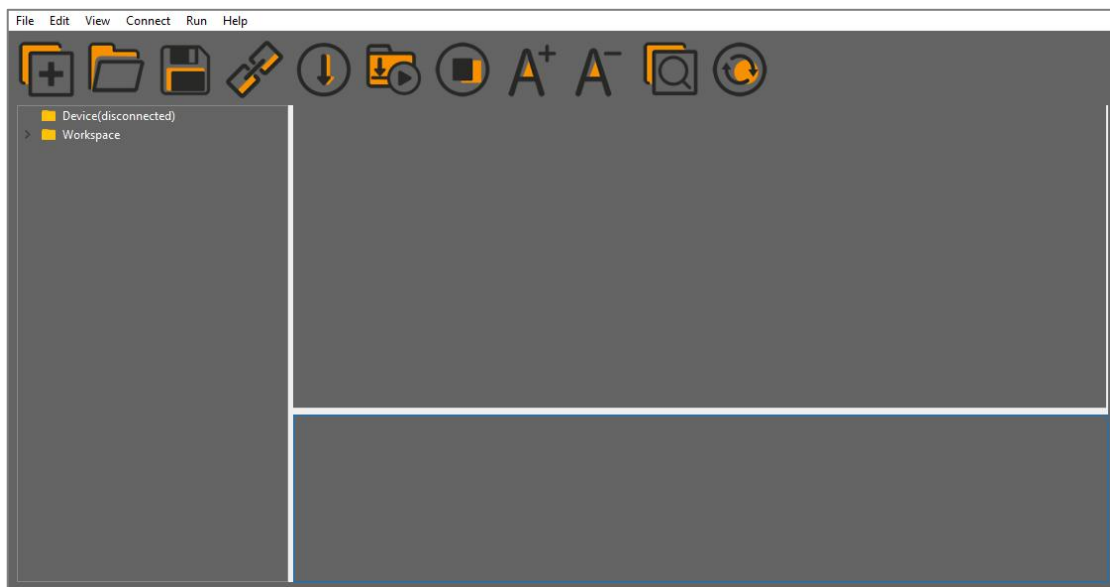 File Edit View Connect Run Help
A+ A-
Device(disconnected)
Workspace